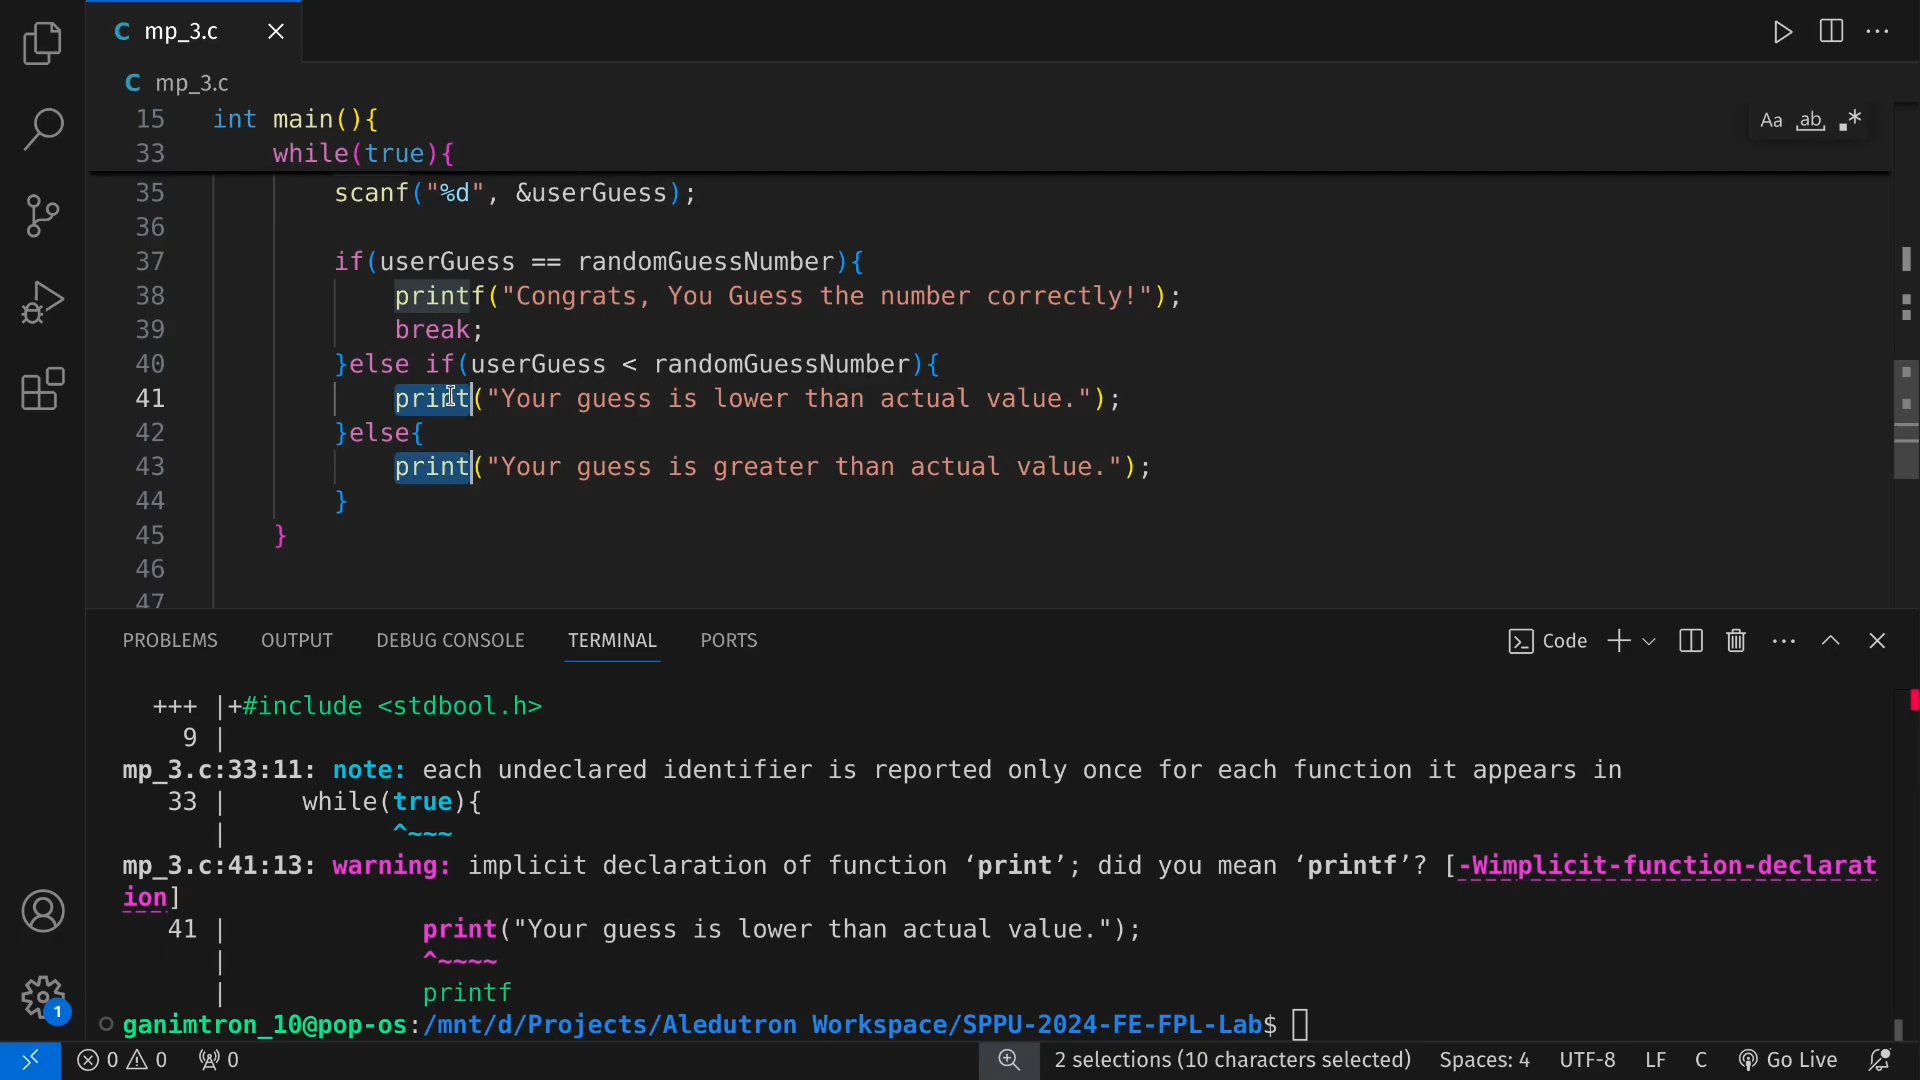 mp_3.c
mp_3.c
Aa ab .*
15 int main(){
33 while(true){
35 scanf("%d", &userGuess);
36
37 if(userGuess == randomGuessNumber){
38 printf("Congrats, You Guess the number correctly!");
39 break;
40 }else if(userGuess < randomGuessNumber){
41 print("Your guess is lower than actual value.");
42 }else{
43 print("Your guess is greater than actual value.");
44 }
45 }
46
47
PROBLEMS OUTPUT DEBUG CONSOLE TERMINAL PORTS Code
+++ |+#include <stdbool.h>
9 |
mp_3.c:33:11: note: each undeclared identifier is reported only once for each function it appears in
33 | while(true){
| ^~~~
mp_3.c:41:13: warning: implicit declaration of function ‘print’; did you mean ‘printf’? [-Wimplicit-function-declarat
ion]
41 | print("Your guess is lower than actual value.");
| ^~~~~
| printf
ganimtron_10@pop-os:/mnt/d/Projects/Aledutron Workspace/SPPU-2024-FE-FPL-Lab$
1
0 0 0 2 selections (10 characters selected) Spaces: 4 UTF-8 LF C Go Live